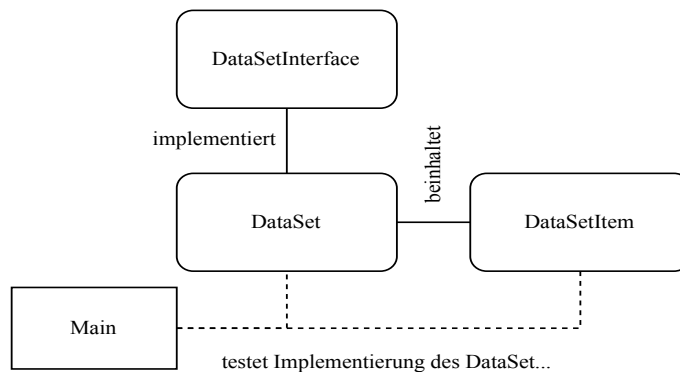 DataSetInterface
implementiert
beinhaltet
DataSet
DataSetItem
Main
testet Implementierung des DataSet...